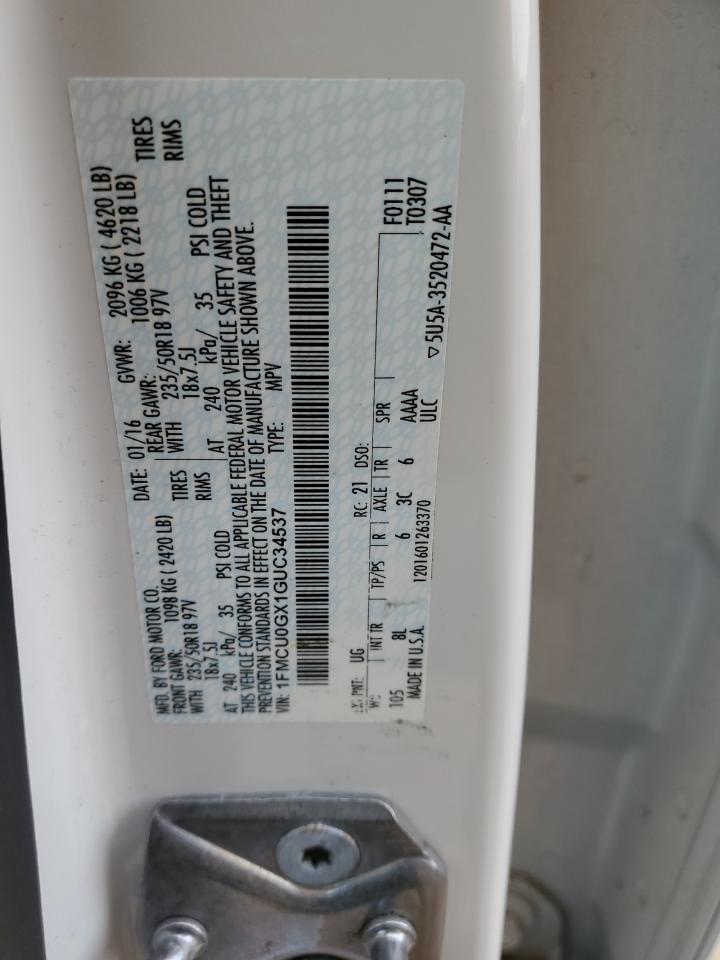 MFD. BY FORD MOTOR CO. DATE: 01/16 GVWR: 2096 KG ( 4620 LB)
FRONT GAWR: 1098 KG ( 2420 LB) REAR GAWR: 1006 KG ( 2218 LB)
WITH 235/50R18 97V TIRES WITH 235/50R18 97V TIRES
18x7.5J RIMS 18x7.5J RIMS
AT 240 kPa/ 35 PSI COLD AT 240 kPa/ 35 PSI COLD
THIS VEHICLE CONFORMS TO ALL APPLICABLE FEDERAL MOTOR VEHICLE SAFETY AND THEFT
PREVENTION STANDARDS IN EFFECT ON THE DATE OF MANUFACTURE SHOWN ABOVE.
VIN: 1FMCU0GX1GUC34537 TYPE: MPV
EXT PNT: UG RC: 21 DSO: F0111
INT TR TP/PS R AXLE TR SPR T0307
105 8L 6 3C 6 AAAA
MADE IN U.S.A. 1201601263370 ULC
▽5U5A-3520472-AA